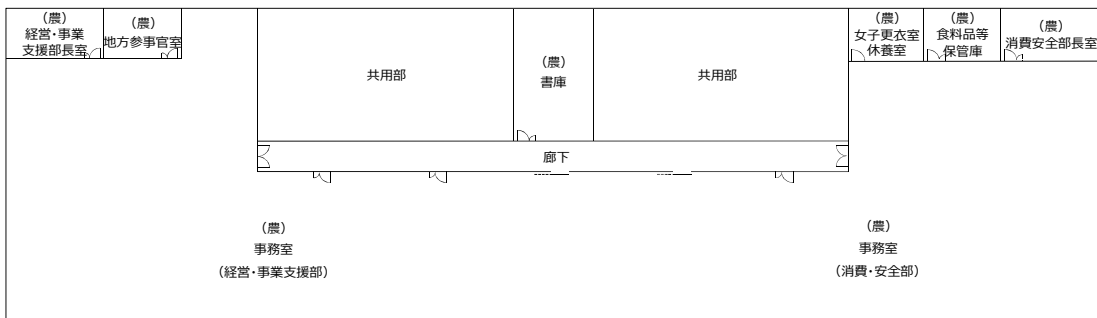 （農）
経営・事業
支援部長室
（農）
地方参事官室
共用部
（農）
書庫
共用部
（農）
女子更衣室
休養室
（農）
食料品等
保管庫
（農）
消費安全部長室
廊下
（農）
事務室
（経営・事業支援部）
（農）
事務室
（消費・安全部）